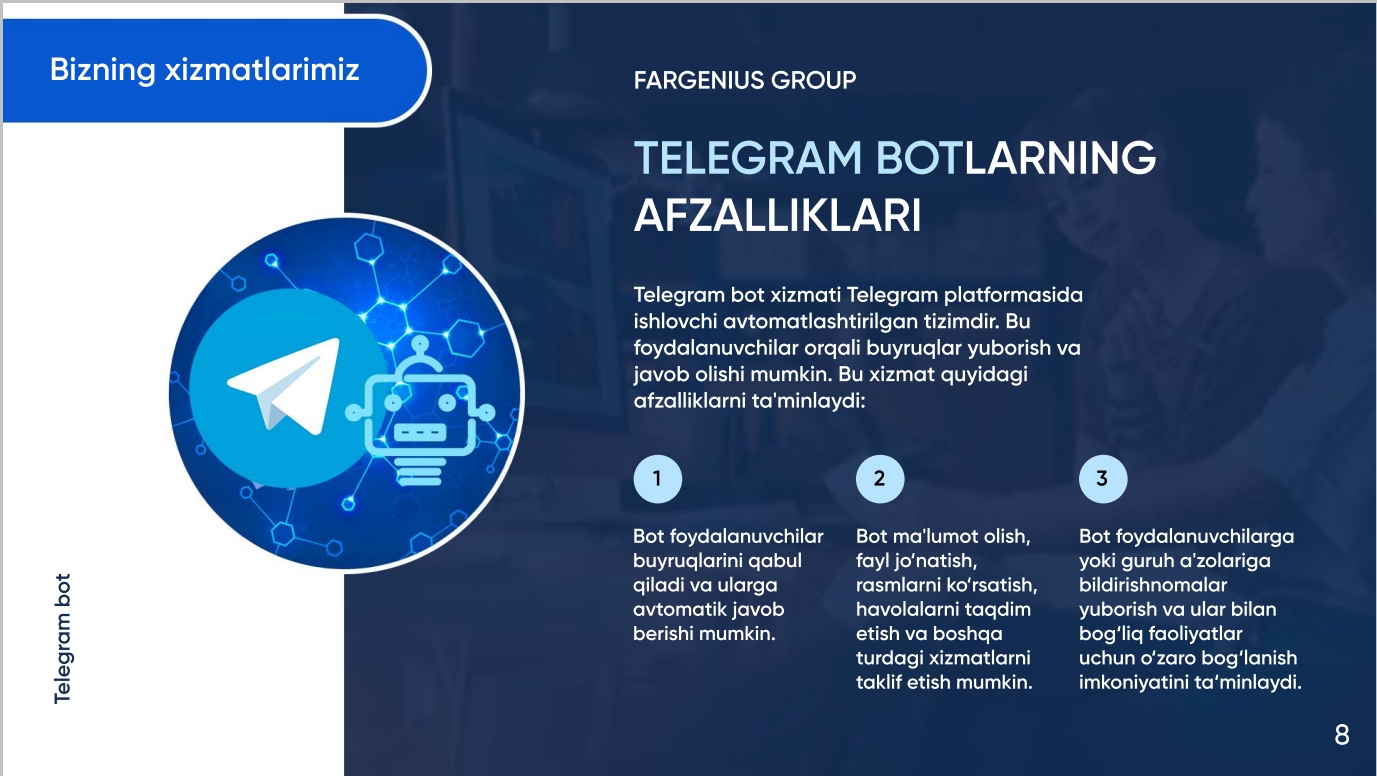 Bizning xizmatlarimiz
FARGENIUS GROUP
TELEGRAM BOTLARNING
AFZALLIKLARI
Telegram bot xizmati Telegram platformasida
ishlovchi avtomatlashtirilgan tizimdir. Bu
foydalanuvchilar orqali buyruqlar yuborish va
javob olishi mumkin. Bu xizmat quyidagi
afzalliklarni ta'minlaydi:
1
Bot foydalanuvchilar
buyruqlarini qabul
qiladi va ularga
avtomatik javob
berishi mumkin.
2
Bot ma'lumot olish,
fayl jo‘natish,
rasmlarni ko‘rsatish,
havolalarni taqdim
etish va boshqa
turdagi xizmatlarni
taklif etish mumkin.
3
Bot foydalanuvchilarga
yoki guruh a'zolariga
bildirishnomalar
yuborish va ular bilan
bog‘liq faoliyatlar
uchun o‘zaro bog‘lanish
imkoniyatini ta‘minlaydi.
Telegram bot
8